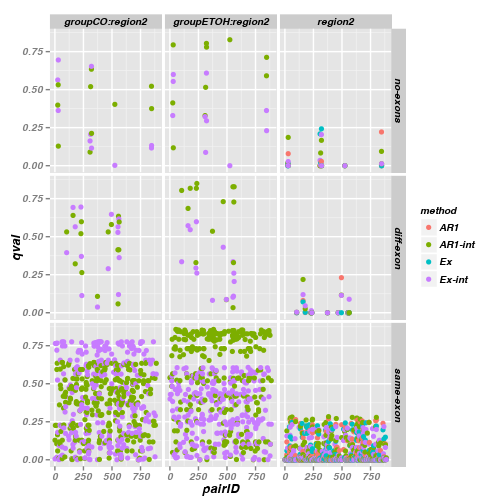 groupCO:region2 groupETOH:region2 region2
0.75
0.50
0.25
0.00
no-exons
0.75
0.50
0.25
0.00
diff-exon
0.75
0.50
0.25
0.00
same-exon
0 250 500 750 0 250 500 750 0 250 500 750
pairID
qval
method
AR1
AR1-int
Ex
Ex-int